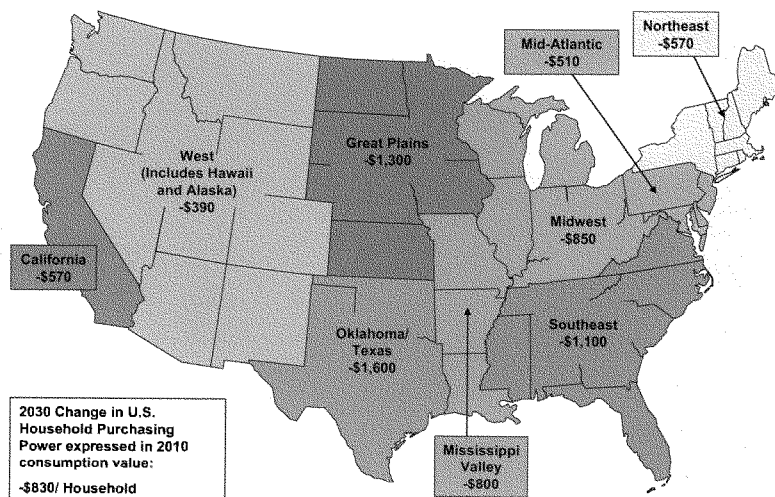 Northeast
-$570
Mid-Atlantic
-$510
Great Plains
-$1,300
West
(Includes Hawaii
and Alaska)
-$390
Midwest
-$850
California
-$570
Oklahoma/
Texas
-$1,600
Southeast
-$1,100
Mississippi
Valley
-$800
2030 Change in U.S.
Household Purchasing
Power expressed in 2010
consumption value:
-$830/ Household